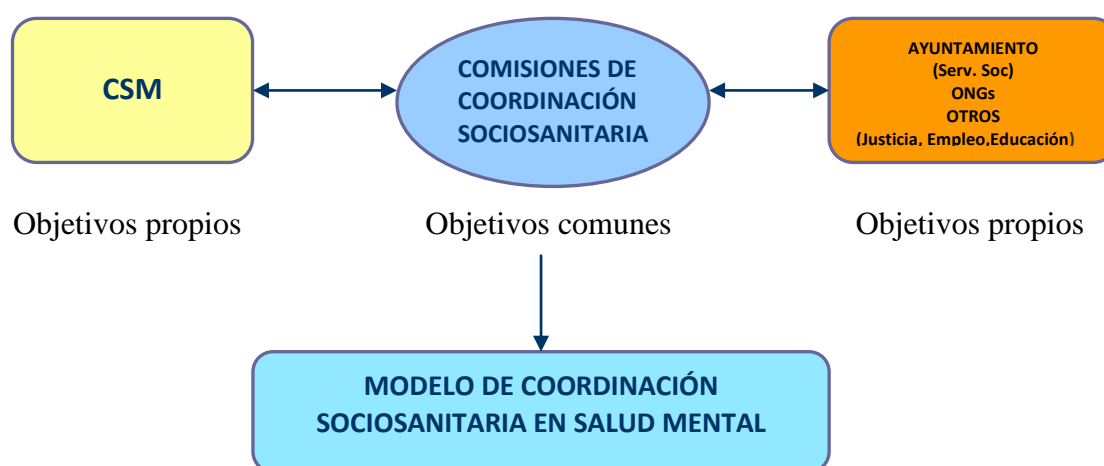 CSM
COMISIONES DE
COORDINACIÓN
SOCIOSANITARIA
AYUNTAMIENTO
(Serv. Soc)
ONGs
OTROS
(Justicia, Empleo,Educación)
Objetivos propios
Objetivos comunes
Objetivos propios
MODELO DE COORDINACIÓN
SOCIOSANITARIA EN SALUD MENTAL